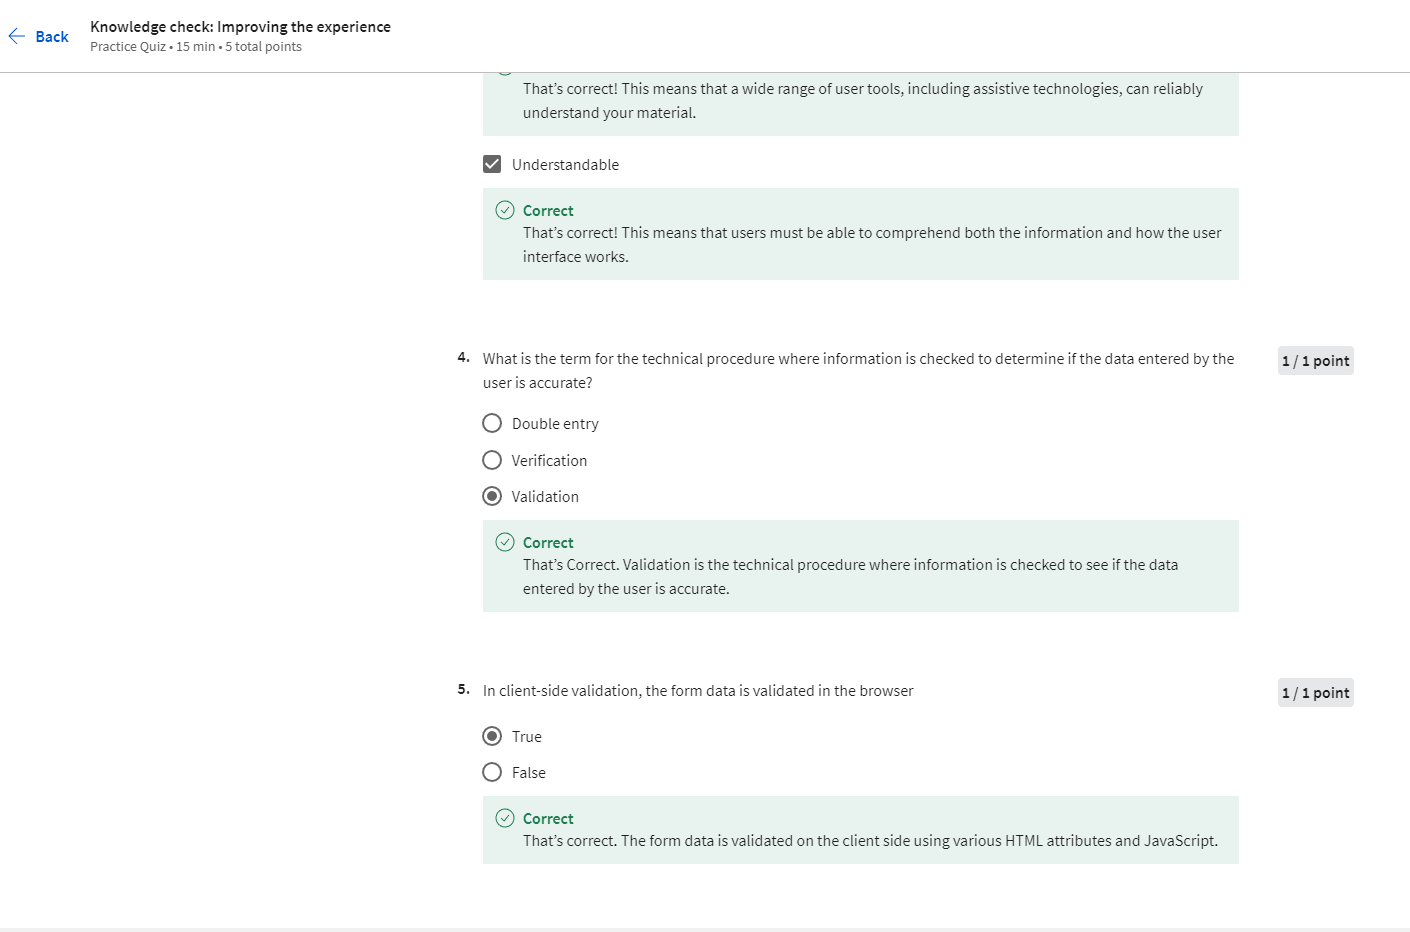 Back
Knowledge check: Improving the experience
Practice Quiz • 15 min • 5 total points
That’s correct! This means that a wide range of user tools, including assistive technologies, can reliably
understand your material.
Understandable
Correct
That’s correct! This means that users must be able to comprehend both the information and how the user
interface works.
4. What is the term for the technical procedure where information is checked to determine if the data entered by the
user is accurate?
1 / 1 point
Double entry
Verification
Validation
Correct
That’s Correct. Validation is the technical procedure where information is checked to see if the data
entered by the user is accurate.
5. In client-side validation, the form data is validated in the browser
1 / 1 point
True
False
Correct
That’s correct. The form data is validated on the client side using various HTML attributes and JavaScript.